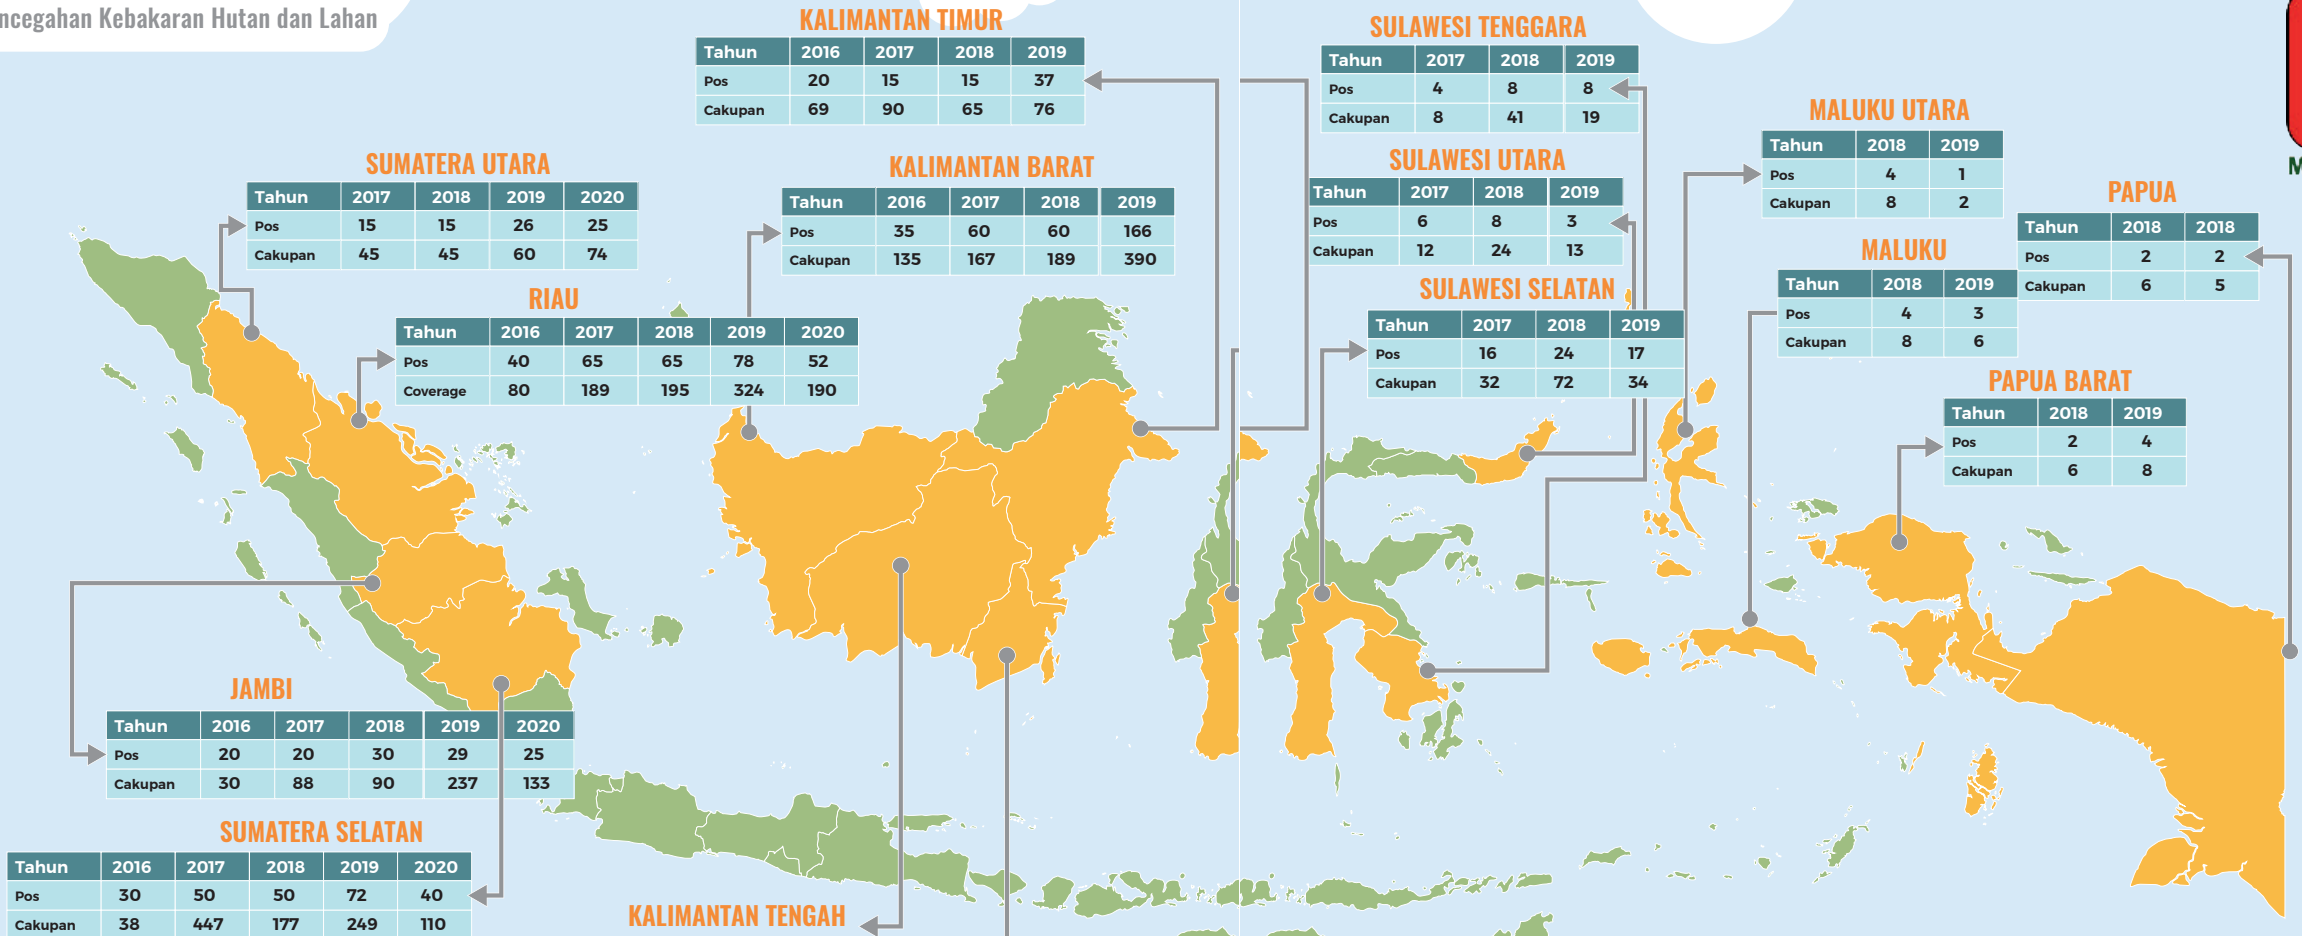 ncegahan Kebakaran Hutan dan Lahan
KALIMANTAN TIMUR
Tahun 2016 2017 2018 2019
Pos 20 15 15 37
Cakupan 69 90 65 76
SULAWESI TENGGARA
Tahun 2017 2018 2019
Pos 4 8 8
Cakupan 8 41 19
MALUKU UTARA
Tahun 2018 2019
Pos 4 1
Cakupan 8 2
SUMATERA UTARA
Tahun 2017 2018 2019 2020
Pos 15 15 26 25
Cakupan 45 45 60 74
KALIMANTAN BARAT
Tahun 2016 2017 2018 2019
Pos 35 60 60 166
Cakupan 135 167 189 390
SULAWESI UTARA
Tahun 2017 2018 2019
Pos 6 8 3
Cakupan 12 24 13
PAPUA
Tahun 2018 2018
Pos 2 2
Cakupan 6 5
MALUKU
Tahun 2018 2019
Pos 4 3
Cakupan 8 6
RIAU
Tahun 2016 2017 2018 2019 2020
Pos 40 65 65 78 52
Coverage 80 189 195 324 190
SULAWESI SELATAN
Tahun 2017 2018 2019
Pos 16 24 17
Cakupan 32 72 34
PAPUA BARAT
Tahun 2018 2019
Pos 2 4
Cakupan 6 8
JAMBI
Tahun 2016 2017 2018 2019 2020
Pos 20 20 30 29 25
Cakupan 30 88 90 237 133
SUMATERA SELATAN
Tahun 2016 2017 2018 2019 2020
Pos 30 50 50 72 40
Cakupan 38 447 177 249 110
KALIMANTAN TENGAH